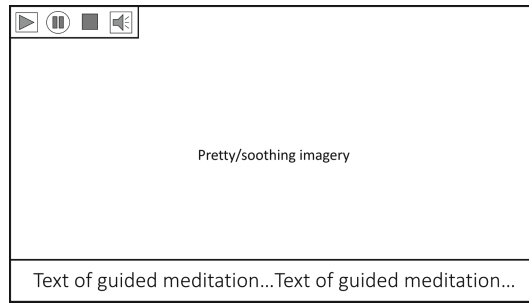 Pretty/soothing imagery
Text of guided meditation...Text of guided meditation...